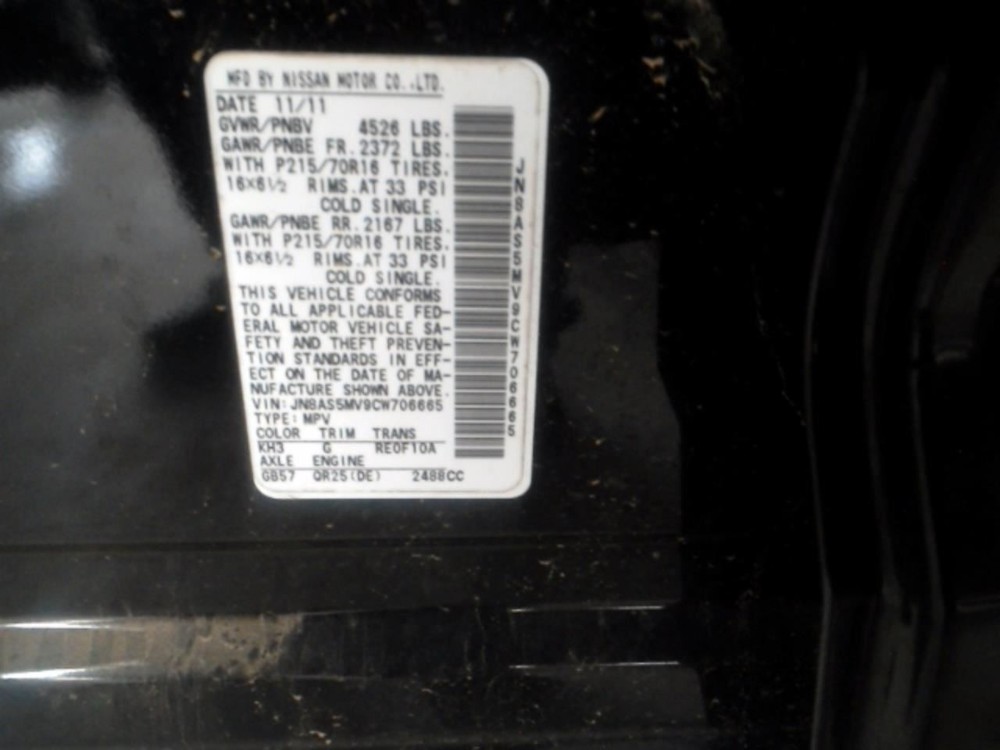 MFD BY NISSAN MOTOR CO.,LTD.
DATE 11/11
GVWR/PNBV 4526 LBS.
GAWR/PNBE FR.2372 LBS.
WITH P215/70R16 TIRES.
16X6½ RIMS.AT 33 PSI
COLD SINGLE.
GAWR/PNBE RR.2167 LBS.
WITH P215/70R16 TIRES.
16X6½ RIMS.AT 33 PSI
COLD SINGLE.
THIS VEHICLE CONFORMS
TO ALL APPLICABLE FED-
ERAL MOTOR VEHICLE SA-
FETY AND THEFT PREVEN-
TION STANDARDS IN EFF-
ECT ON THE DATE OF MA-
NUFACTURE SHOWN ABOVE.
VIN:JN8AS5MV9CW706665
TYPE:MPV
COLOR TRIM TRANS
KH3 G RE0F10A
AXLE ENGINE
GB57 QR25(DE) 2488CC
JN8AS5MV9CW706665